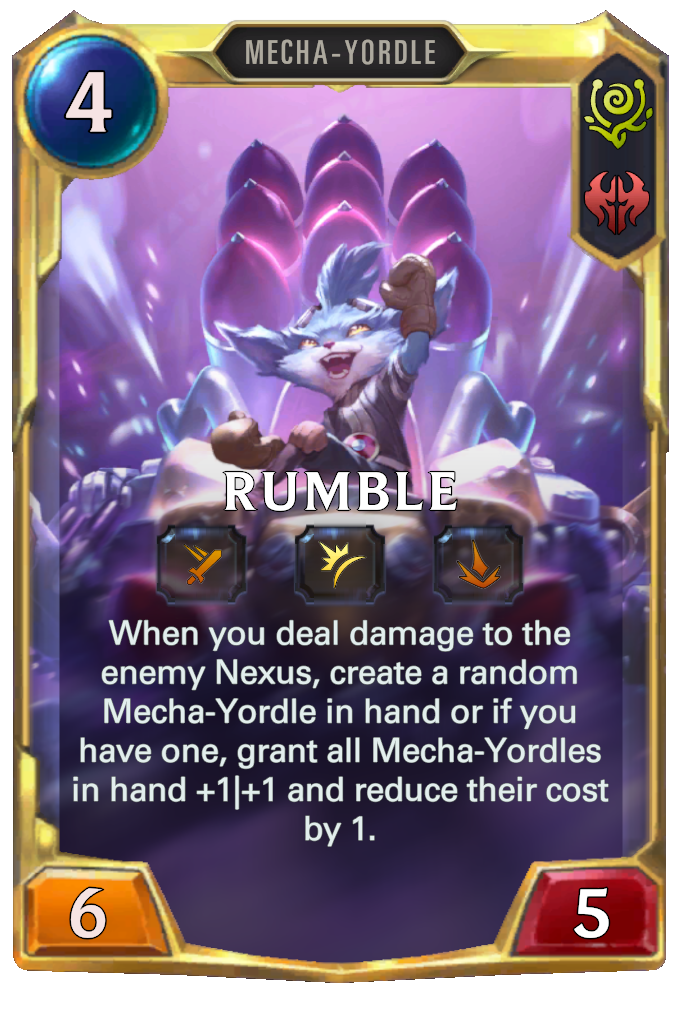 MECHA-YORDLE
4
RUMBLE
When you deal damage to the
enemy Nexus, create a random
Mecha-Yordle in hand or if you
have one, grant all Mecha-Yordles
in hand +1|+1 and reduce their cost
by 1.
6
5